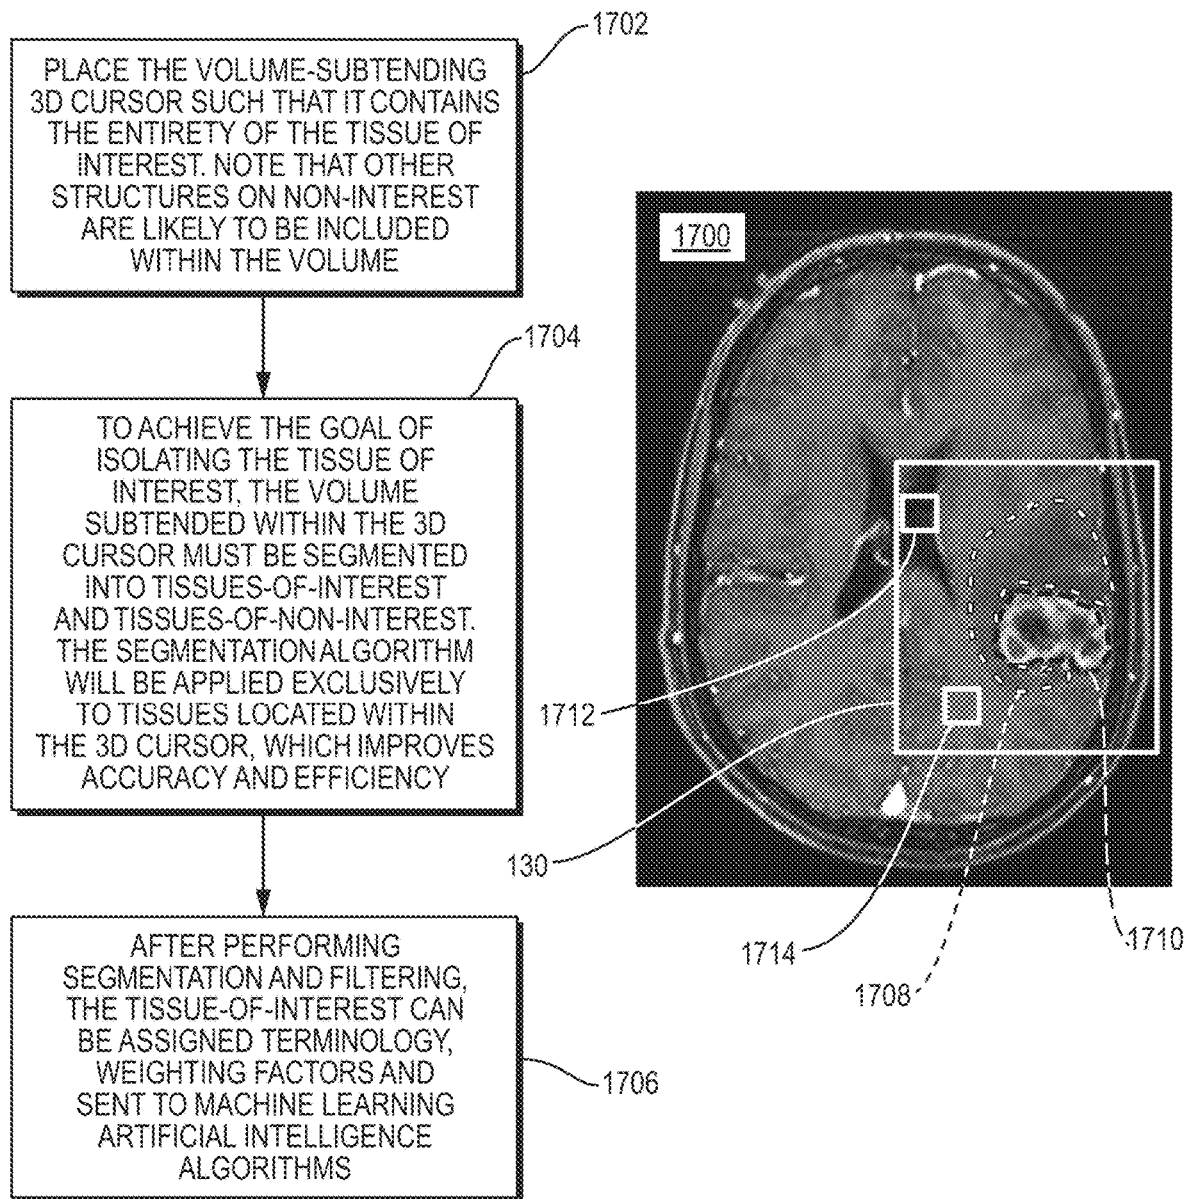 1702
PLACE THE VOLUME-SUBTENDING
3D CURSOR SUCH THAT IT CONTAINS
THE ENTIRETY OF THE TISSUE OF
INTEREST. NOTE THAT OTHER
STRUCTURES ON NON-INTEREST
ARE LIKELY TO BE INCLUDED
WITHIN THE VOLUME
1704
TO ACHIEVE THE GOAL OF
ISOLATING THE TISSUE OF
INTEREST, THE VOLUME
SUBTENDED WITHIN THE 3D
CURSOR MUST BE SEGMENTED
INTO TISSUES-OF-INTEREST
AND TISSUES-OF-NON-INTEREST.
THE SEGMENTATION ALGORITHM
WILL BE APPLIED EXCLUSIVELY
TO TISSUES LOCATED WITHIN
THE 3D CURSOR, WHICH IMPROVES
ACCURACY AND EFFICIENCY
AFTER PERFORMING
SEGMENTATION AND FILTERING,
THE TISSUE-OF-INTEREST CAN
BE ASSIGNED TERMINOLOGY,
WEIGHTING FACTORS AND
SENT TO MACHINE LEARNING
ARTIFICIAL INTELLIGENCE
ALGORITHMS
1706
1700
1712
130
1714
1708
1710